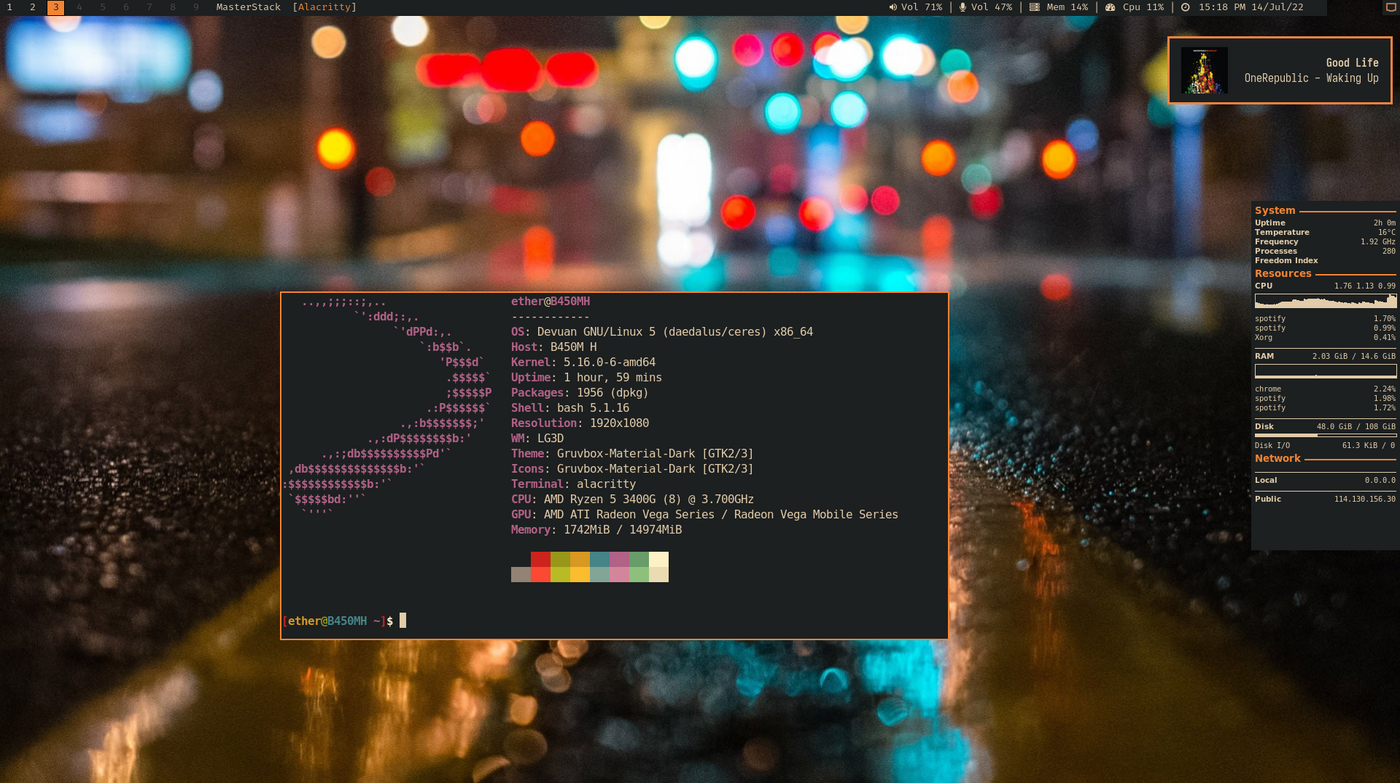 1 2 3 4 5 6 7 8 9 MasterStack [Alacritty] Vol 71% | Vol 47% | Mem 14% | Cpu 11% | 15:18 PM 14/Jul/22
Good Life
OneRepublic – Waking Up
System
Uptime 2h 0m
Temperature 16°C
Frequency 1.92 GHz
Processes 280
Freedom Index
Resources
CPU 1.76 1.13 0.99
spotify 1.70%
spotify 0.99%
Xorg 0.41%
RAM 2.03 GiB / 14.6 GiB
chrome 2.24%
spotify 1.98%
spotify 1.72%
Disk 48.0 GiB / 108 GiB
Disk I/O 61.3 KiB / 0
Network
Local 0.0.0.0
Public 114.130.156.30
..,,;;;::;,..
`':ddd;:,.
`'dPPd:,.
`:b$$b`.
'P$$$d`
.$$$$$`
;$$$$$P
.:P$$$$$$`
.,:b$$$$$$$;'
.,:dP$$$$$$$$b:'
.,:;db$$$$$$$$$$Pd'`
,db$$$$$$$$$$$$$$b:'`
:$$$$$$$$$$$$b:'`
`$$$$$bd:''`
`'''`
ether@B450MH
------------
OS: Devuan GNU/Linux 5 (daedalus/ceres) x86_64
Host: B450M H
Kernel: 5.16.0-6-amd64
Uptime: 1 hour, 59 mins
Packages: 1956 (dpkg)
Shell: bash 5.1.16
Resolution: 1920x1080
WM: LG3D
Theme: Gruvbox-Material-Dark [GTK2/3]
Icons: Gruvbox-Material-Dark [GTK2/3]
Terminal: alacritty
CPU: AMD Ryzen 5 3400G (8) @ 3.700GHz
GPU: AMD ATI Radeon Vega Series / Radeon Vega Mobile Series
Memory: 1742MiB / 14974MiB
[ether@B450MH ~]$